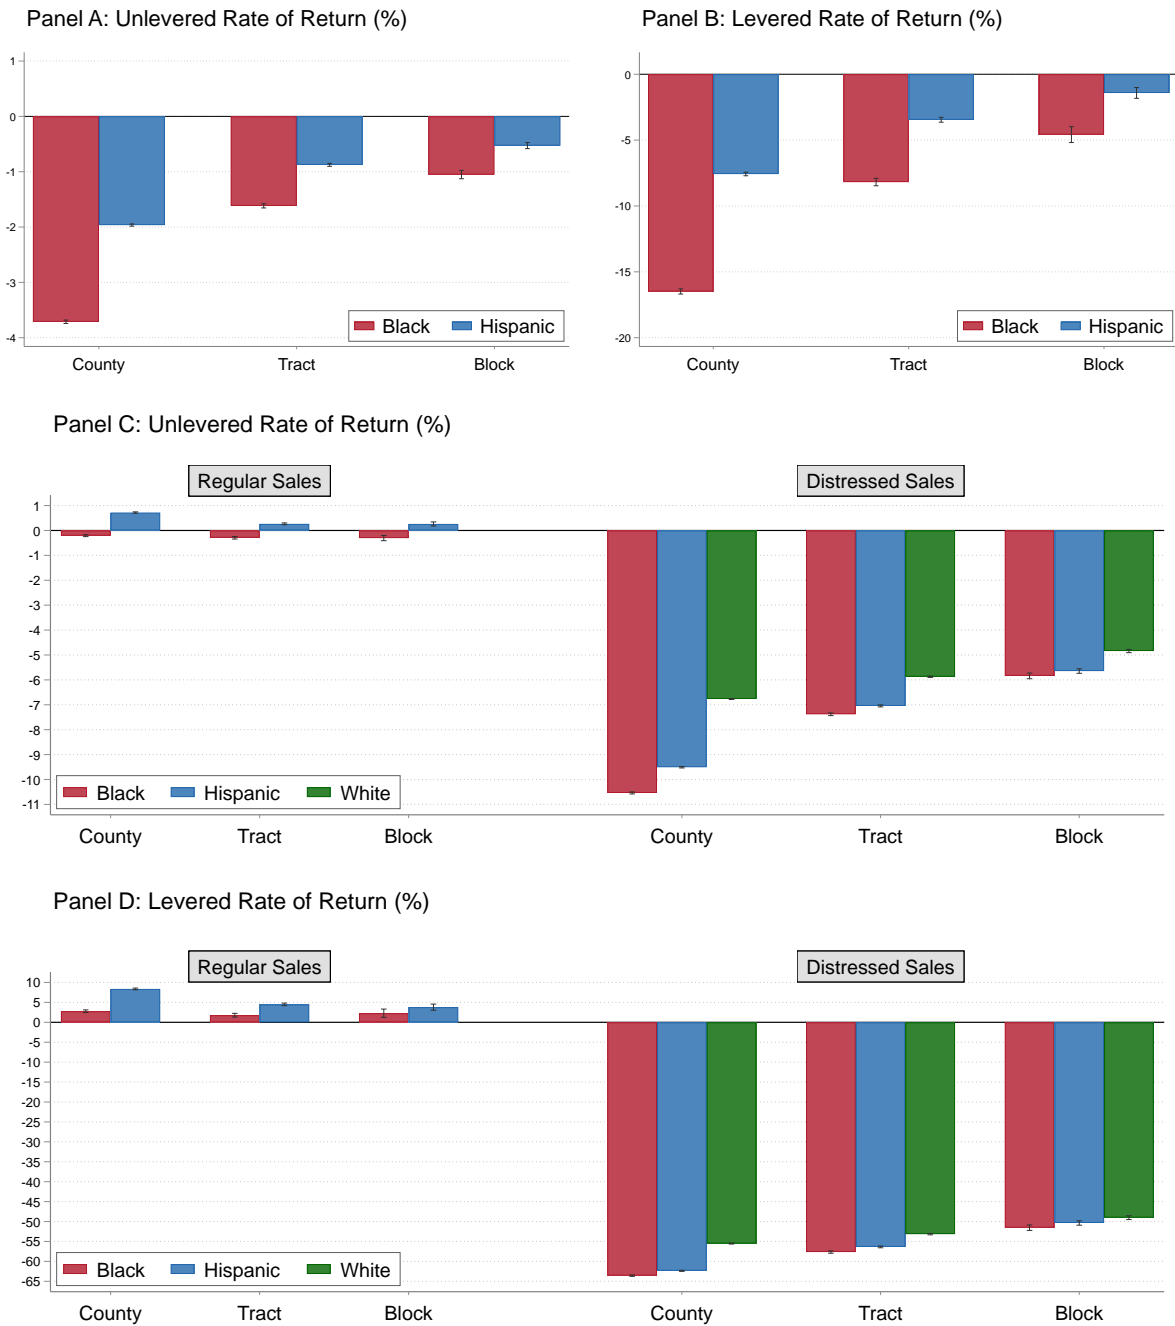 Panel A: Unlevered Rate of Return (%)
1
0
-1
-2
-3
-4
Black Hispanic
County Tract Block
Panel B: Levered Rate of Return (%)
0
-5
-10
-15
-20
Black Hispanic
County Tract Block
Panel C: Unlevered Rate of Return (%)
Regular Sales Distressed Sales
1
0
-1
-2
-3
-4
-5
-6
-7
-8
-9
-10
-11
Black Hispanic White
County Tract Block County Tract Block
Panel D: Levered Rate of Return (%)
Regular Sales Distressed Sales
10
5
0
-5
-10
-15
-20
-25
-30
-35
-40
-45
-50
-55
-60
-65
Black Hispanic White
County Tract Block County Tract Block